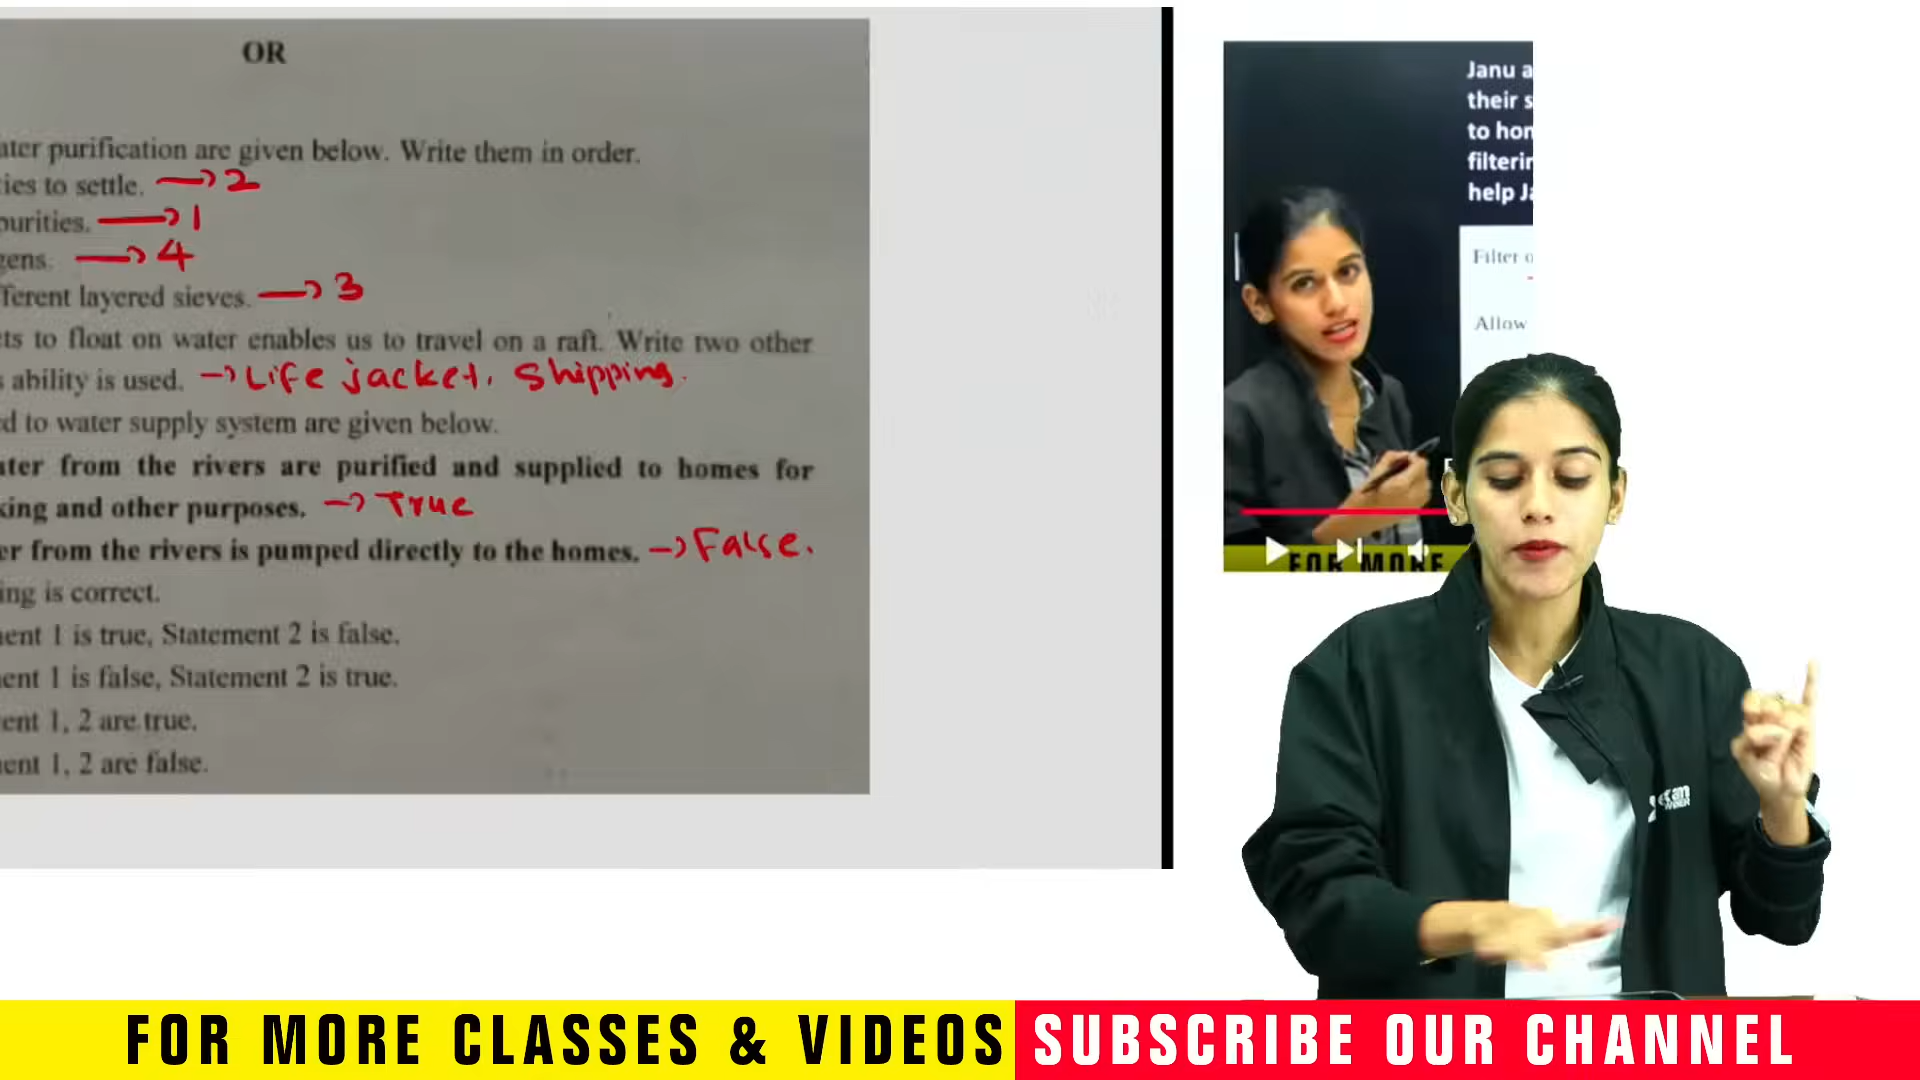 OR
ater purification are given below. Write them in order.
ies to settle. → 2
purities. → 1
gens. → 4
fferent layered sieves. → 3
ts to float on water enables us to travel on a raft. Write two other
s ability is used. → Life jacket, Shipping.
d to water supply system are given below.
ater from the rivers are purified and supplied to homes for
king and other purposes. → True
er from the rivers is pumped directly to the homes. → False.
ing is correct.
ent 1 is true, Statement 2 is false.
ent 1 is false, Statement 2 is true.
ent 1, 2 are true.
ent 1, 2 are false.
Janu a
their s
to hom
filterin
help Ja
Filter o
Allow
FOR MORE
exam
WINNER
FOR MORE CLASSES & VIDEOS SUBSCRIBE OUR CHANNEL